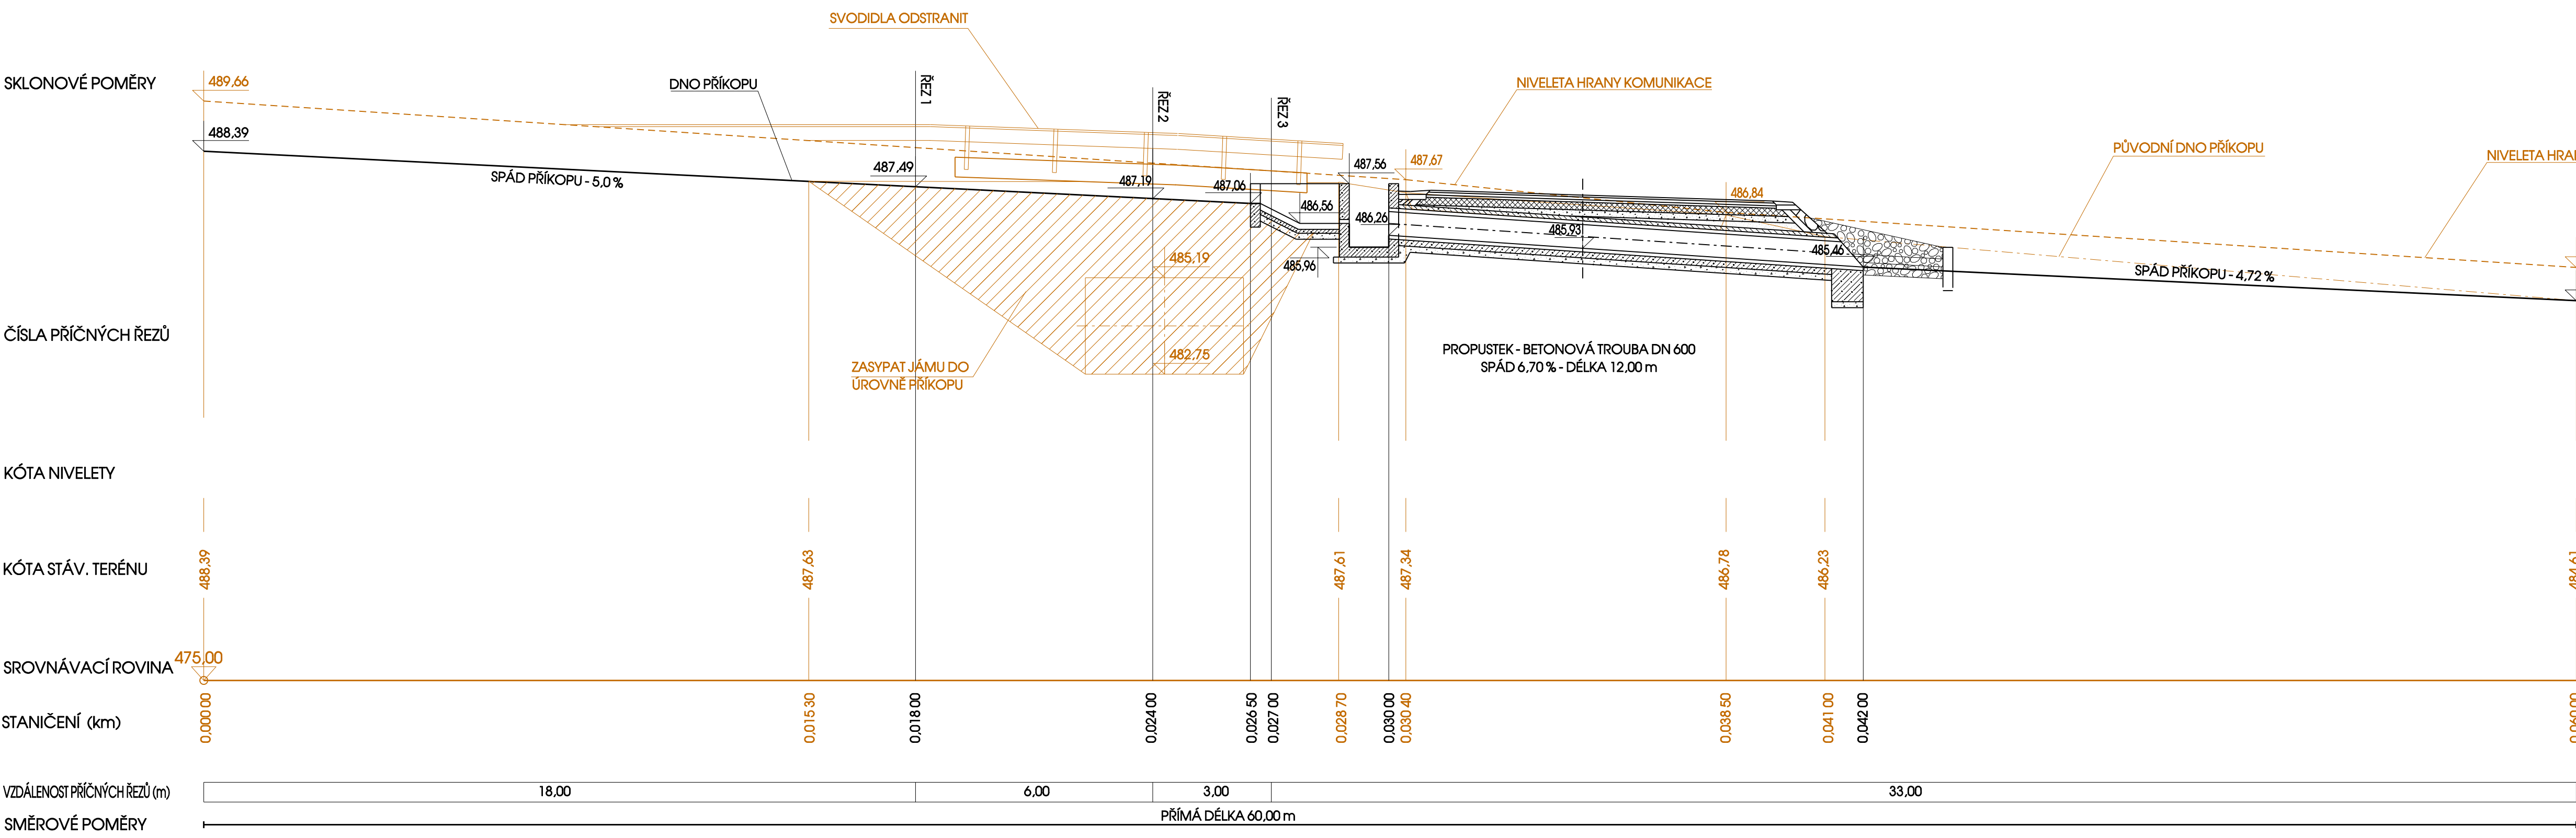 SVODIDLA ODSTRANIT
SKLONOVÉ POMĚRY
489,66
DNO PŘÍKOPU
ŘEZ 1
ŘEZ 2
ŘEZ 3
NIVELETA HRANY KOMUNIKACE
488,39
PŮVODNÍ DNO PŘÍKOPU
NIVELETA HRA
SPÁD PŘÍKOPU - 5,0 %
487,49
487,19
487,06
487,56
487,67
486,84
486,56
486,26
485,93
485,46
485,96
485,19
482,75
SPÁD PŘÍKOPU - 4,72 %
ČÍSLA PŘÍČNÝCH ŘEZŮ
ZASYPAT JÁMU DO
ÚROVNĚ PŘÍKOPU
PROPUSTEK - BETONOVÁ TROUBA DN 600
SPÁD 6,70 % - DÉLKA 12,00 m
KÓTA NIVELETY
KÓTA STÁV. TERÉNU
488,39
487,63
487,61
487,34
486,78
486,23
484,61
SROVNÁVACÍ ROVINA
475,00
STANIČENÍ (km)
0,000 00
0,015 30
0,018 00
0,024 00
0,026 50
0,027 00
0,028 70
0,030 00
0,030 40
0,038 50
0,041 00
0,042 00
0,060 00
VZDÁLENOST PŘÍČNÝCH ŘEZŮ (m)
18,00
6,00
3,00
33,00
SMĚROVÉ POMĚRY
PŘÍMÁ DÉLKA 60,00 m